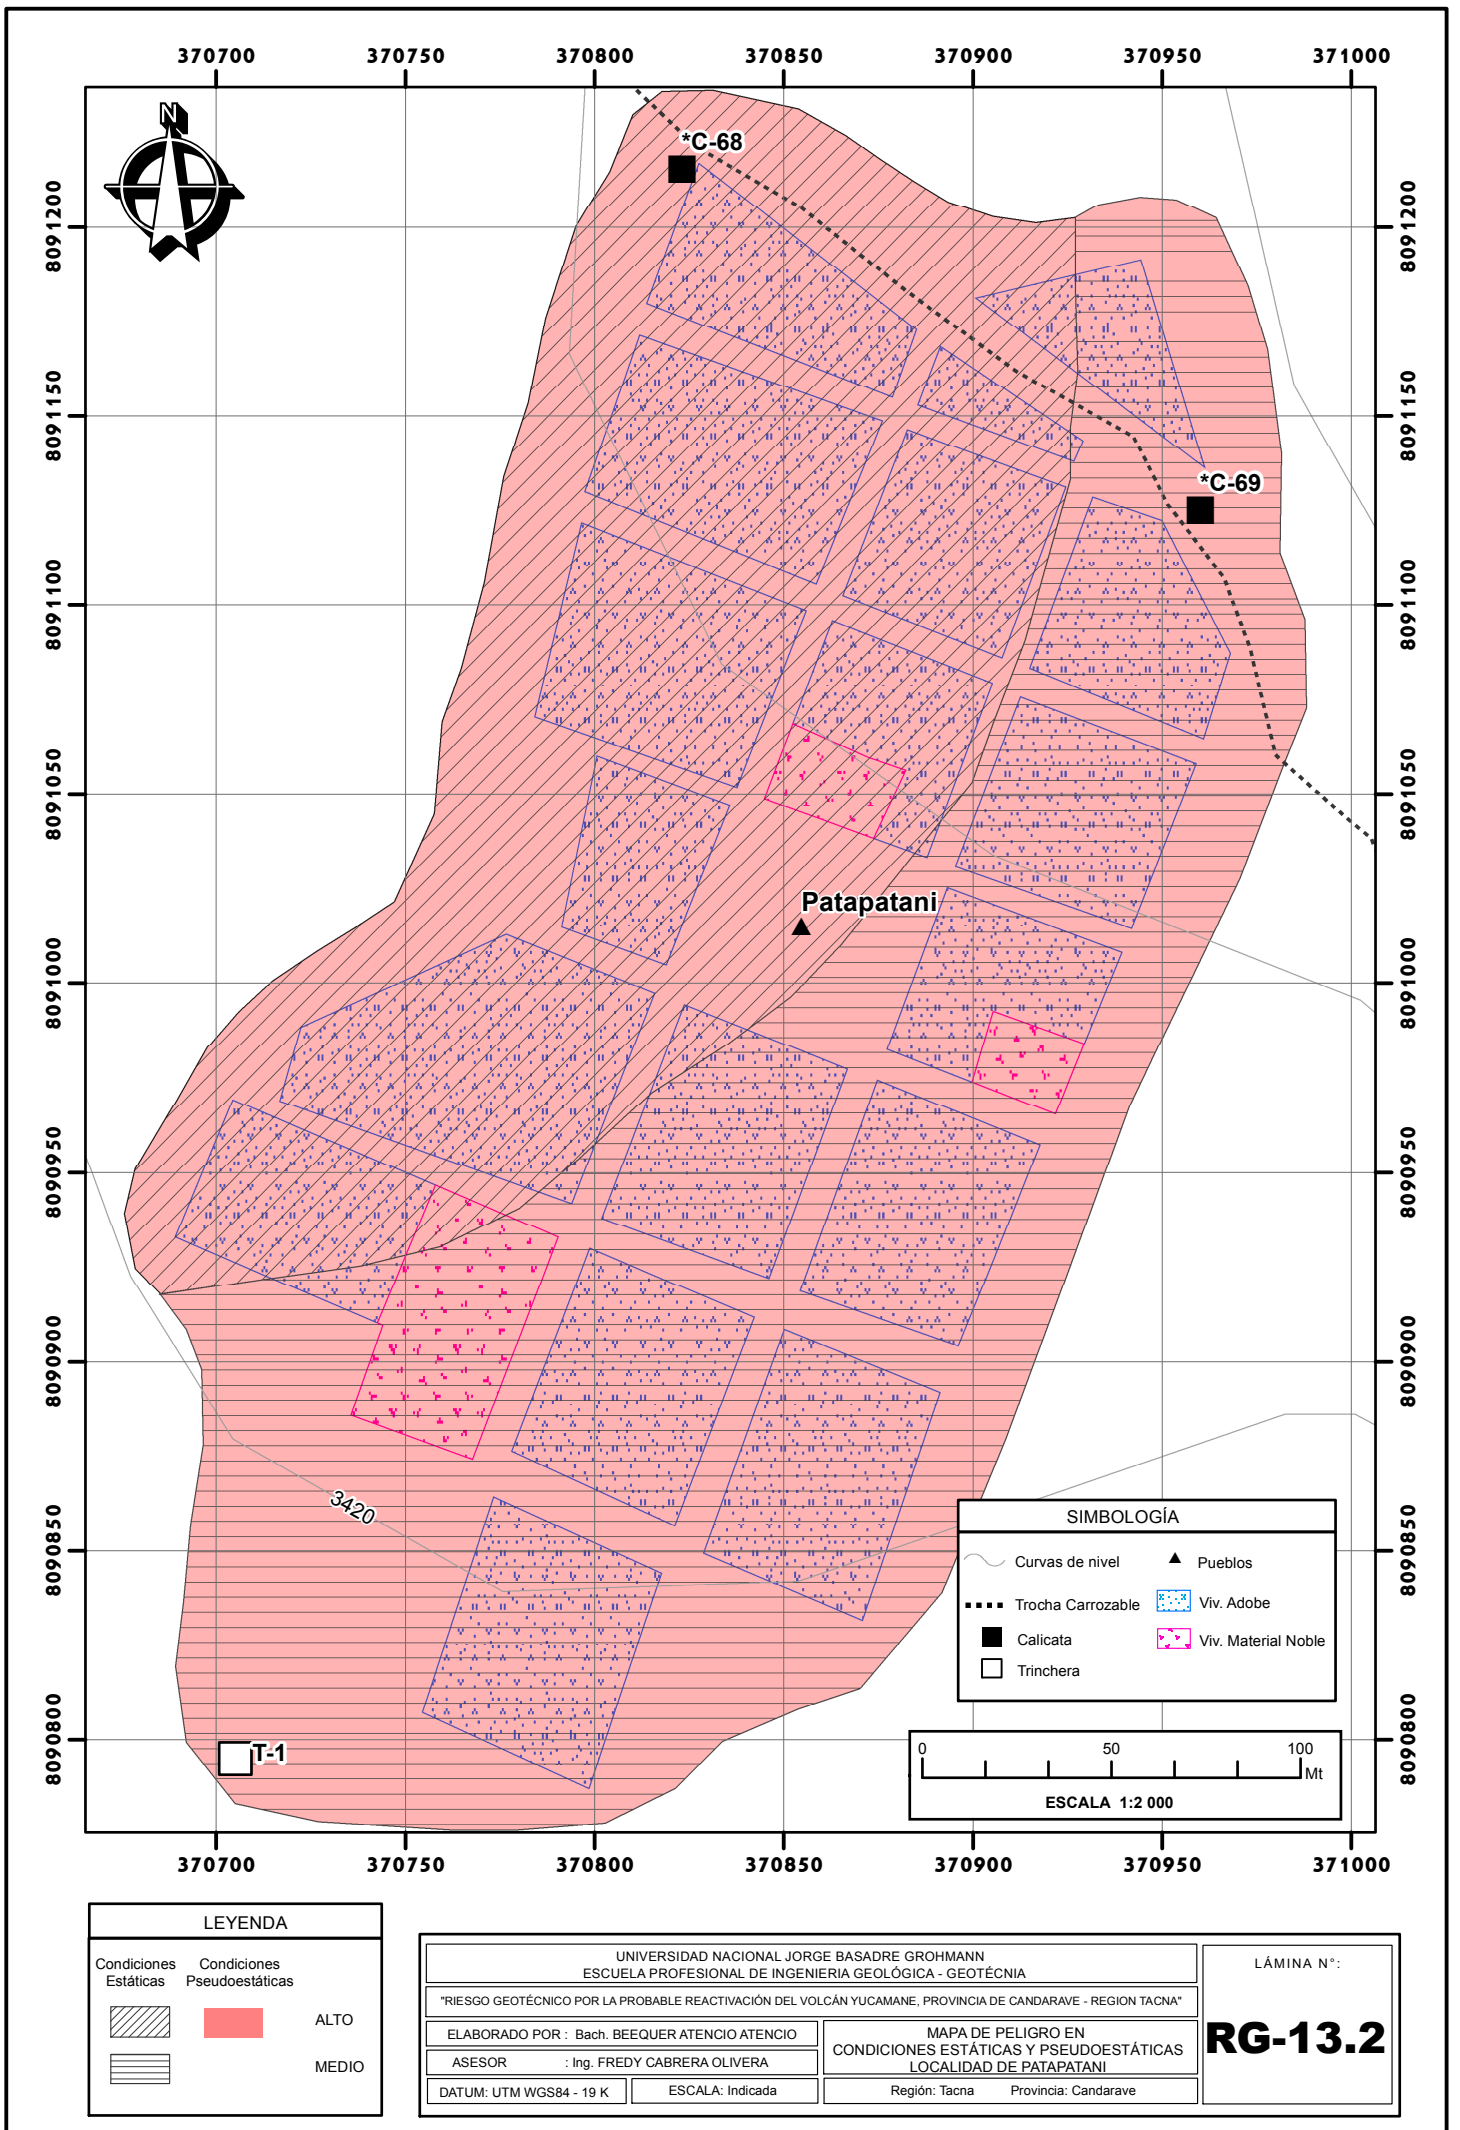 370700 370750 370800 370850 370900 370950 371000
N
*C-68
8091200 8091200
8091150 8091150
*C-69
8091100 8091100
8091050 8091050
Patapatani
8091000 8091000
8090950 8090950
8090900 8090900
3420
8090850 8090850
8090800 8090800
T-1
SIMBOLOGÍA
Curvas de nivel
Pueblos
Trocha Carrozable
Viv. Adobe
Calicata
Viv. Material Noble
Trinchera
0 50 100
Mt
ESCALA 1:2 000
370700 370750 370800 370850 370900 370950 371000
LEYENDA
Condiciones Estáticas
Condiciones Pseudoestáticas
ALTO
MEDIO
UNIVERSIDAD NACIONAL JORGE BASADRE GROHMANN
ESCUELA PROFESIONAL DE INGENIERIA GEOLÓGICA - GEOTÉCNIA
"RIESGO GEOTÉCNICO POR LA PROBABLE REACTIVACIÓN DEL VOLCÁN YUCAMANE, PROVINCIA DE CANDARAVE - REGION TACNA"
ELABORADO POR : Bach. BEEQUER ATENCIO ATENCIO
ASESOR : Ing. FREDY CABRERA OLIVERA
DATUM: UTM WGS84 - 19 K
ESCALA: Indicada
MAPA DE PELIGRO EN
CONDICIONES ESTÁTICAS Y PSEUDOESTÁTICAS
LOCALIDAD DE PATAPATANI
Región: Tacna Provincia: Candarave
LÁMINA N°:
RG-13.2